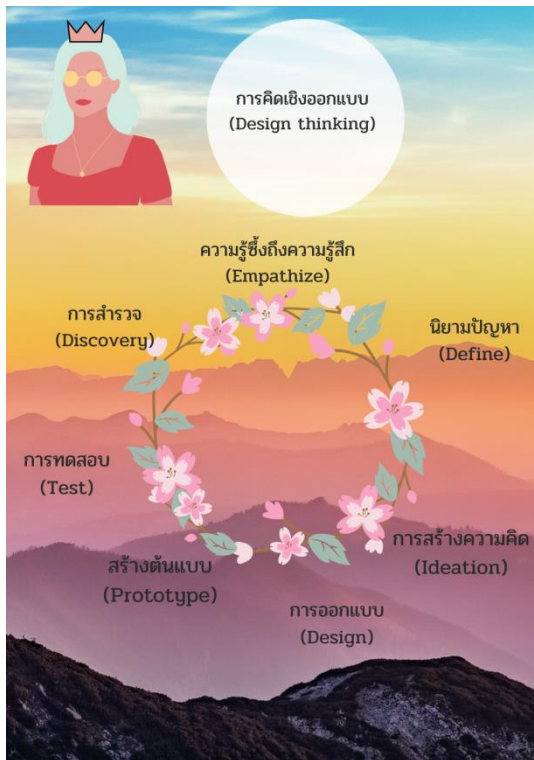 การคิดเชิงออกแบบ
(Design thinking)
ความรู้ซึ้งถึงความรู้สึก
(Empathize)
การสำรวจ
(Discovery)
นิยามปัญหา
(Define)
การทดสอบ
(Test)
การสร้างความคิด
(Ideation)
สร้างต้นแบบ
(Prototype)
การออกแบบ
(Design)